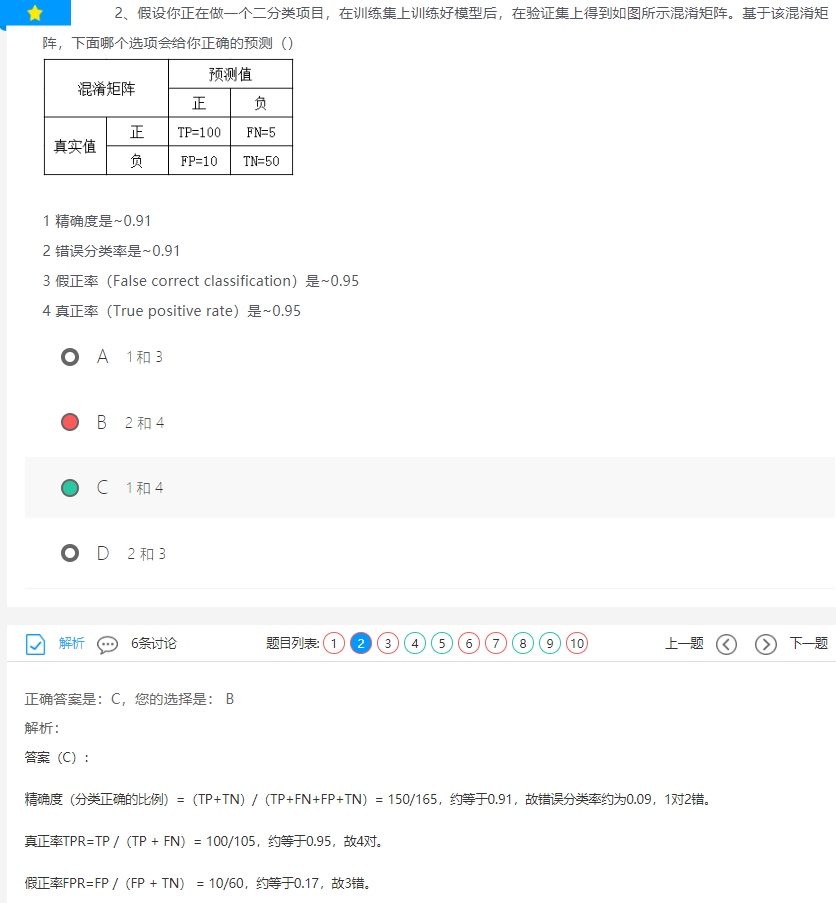 2、假设你正在做一个二分类项目，在训练集上训练好模型后，在验证集上得到如图所示混淆矩阵。基于该混淆矩
阵，下面哪个选项会给你正确的预测（）
混淆矩阵 预测值
正 负
真实值 正 TP=100 FN=5
负 FP=10 TN=50
1 精确度是~0.91
2 错误分类率是~0.91
3 假正率（False correct classification）是~0.95
4 真正率（True positive rate）是~0.95
A 1 和 3
B 2 和 4
C 1 和 4
D 2 和 3
解析 6条讨论 题目列表: 1 2 3 4 5 6 7 8 9 10 上一题 下一题
正确答案是：C，您的选择是： B
解析：
答案（C）:
精确度（分类正确的比例）=（TP+TN）/（TP+FN+FP+TN）= 150/165，约等于0.91，故错误分类率约为0.09，1对2错。
真正率TPR=TP /（TP + FN）= 100/105，约等于0.95，故4对。
假正率FPR=FP /（FP + TN） = 10/60，约等于0.17，故3错。